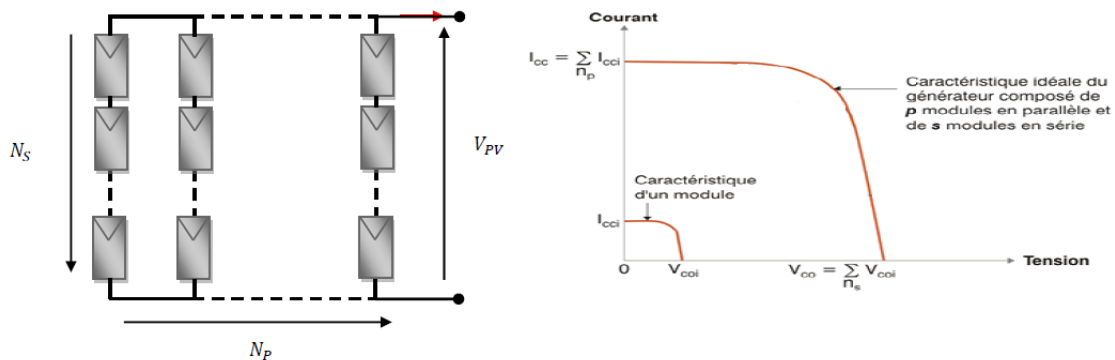 N_S
V_PV
N_P
Courant
I_cc = ∑ I_cci
n_p
Caractéristique idéale du
générateur composé de
p modules en parallèle et
de s modules en série
Caractéristique
d'un module
I_cci
0
V_coi
V_co = ∑ V_coi
n_s
Tension